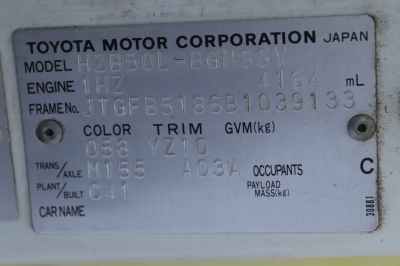 TOYOTA MOTOR CORPORATION JAPAN
MODEL HZB50L-BGMSSV
ENGINE 1HZ 4164 mL
FRAME No. JTGFB5186B1039133
COLOR TRIM GVM(kg)
058 YZ10
TRANS/AXLE M155 A03A OCCUPANTS C
PLANT/BUILT C41 PAYLOAD MASS(kg)
CAR NAME
30881